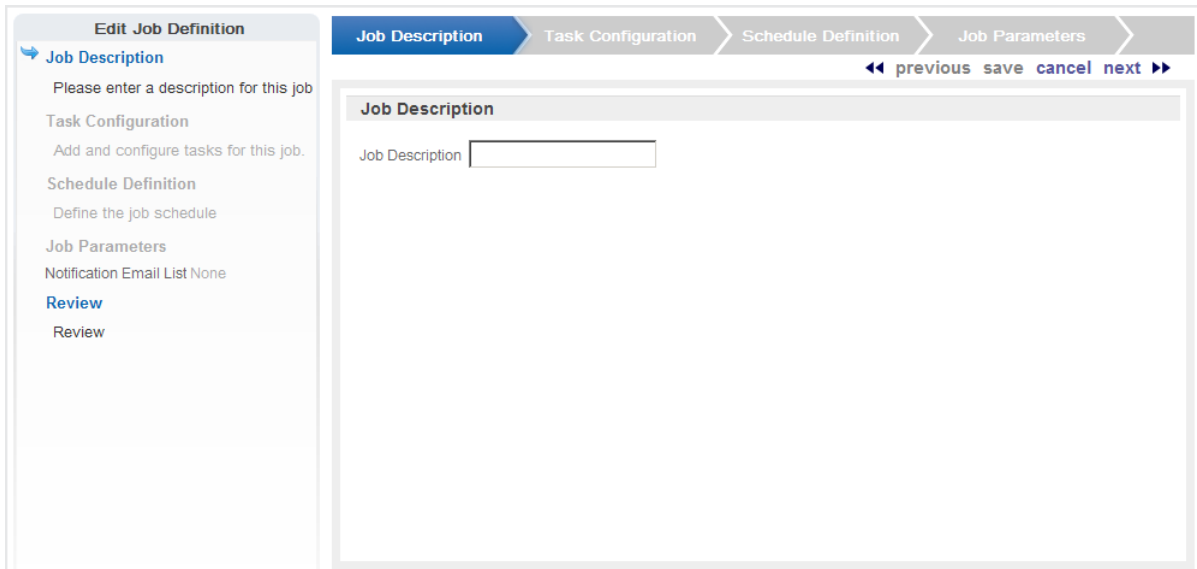 Edit Job Definition
Job Description
Please enter a description for this job
Task Configuration
Add and configure tasks for this job.
Schedule Definition
Define the job schedule
Job Parameters
Notification Email List None
Review
Review
Job Description Task Configuration Schedule Definition Job Parameters
previous save cancel next
Job Description
Job Description